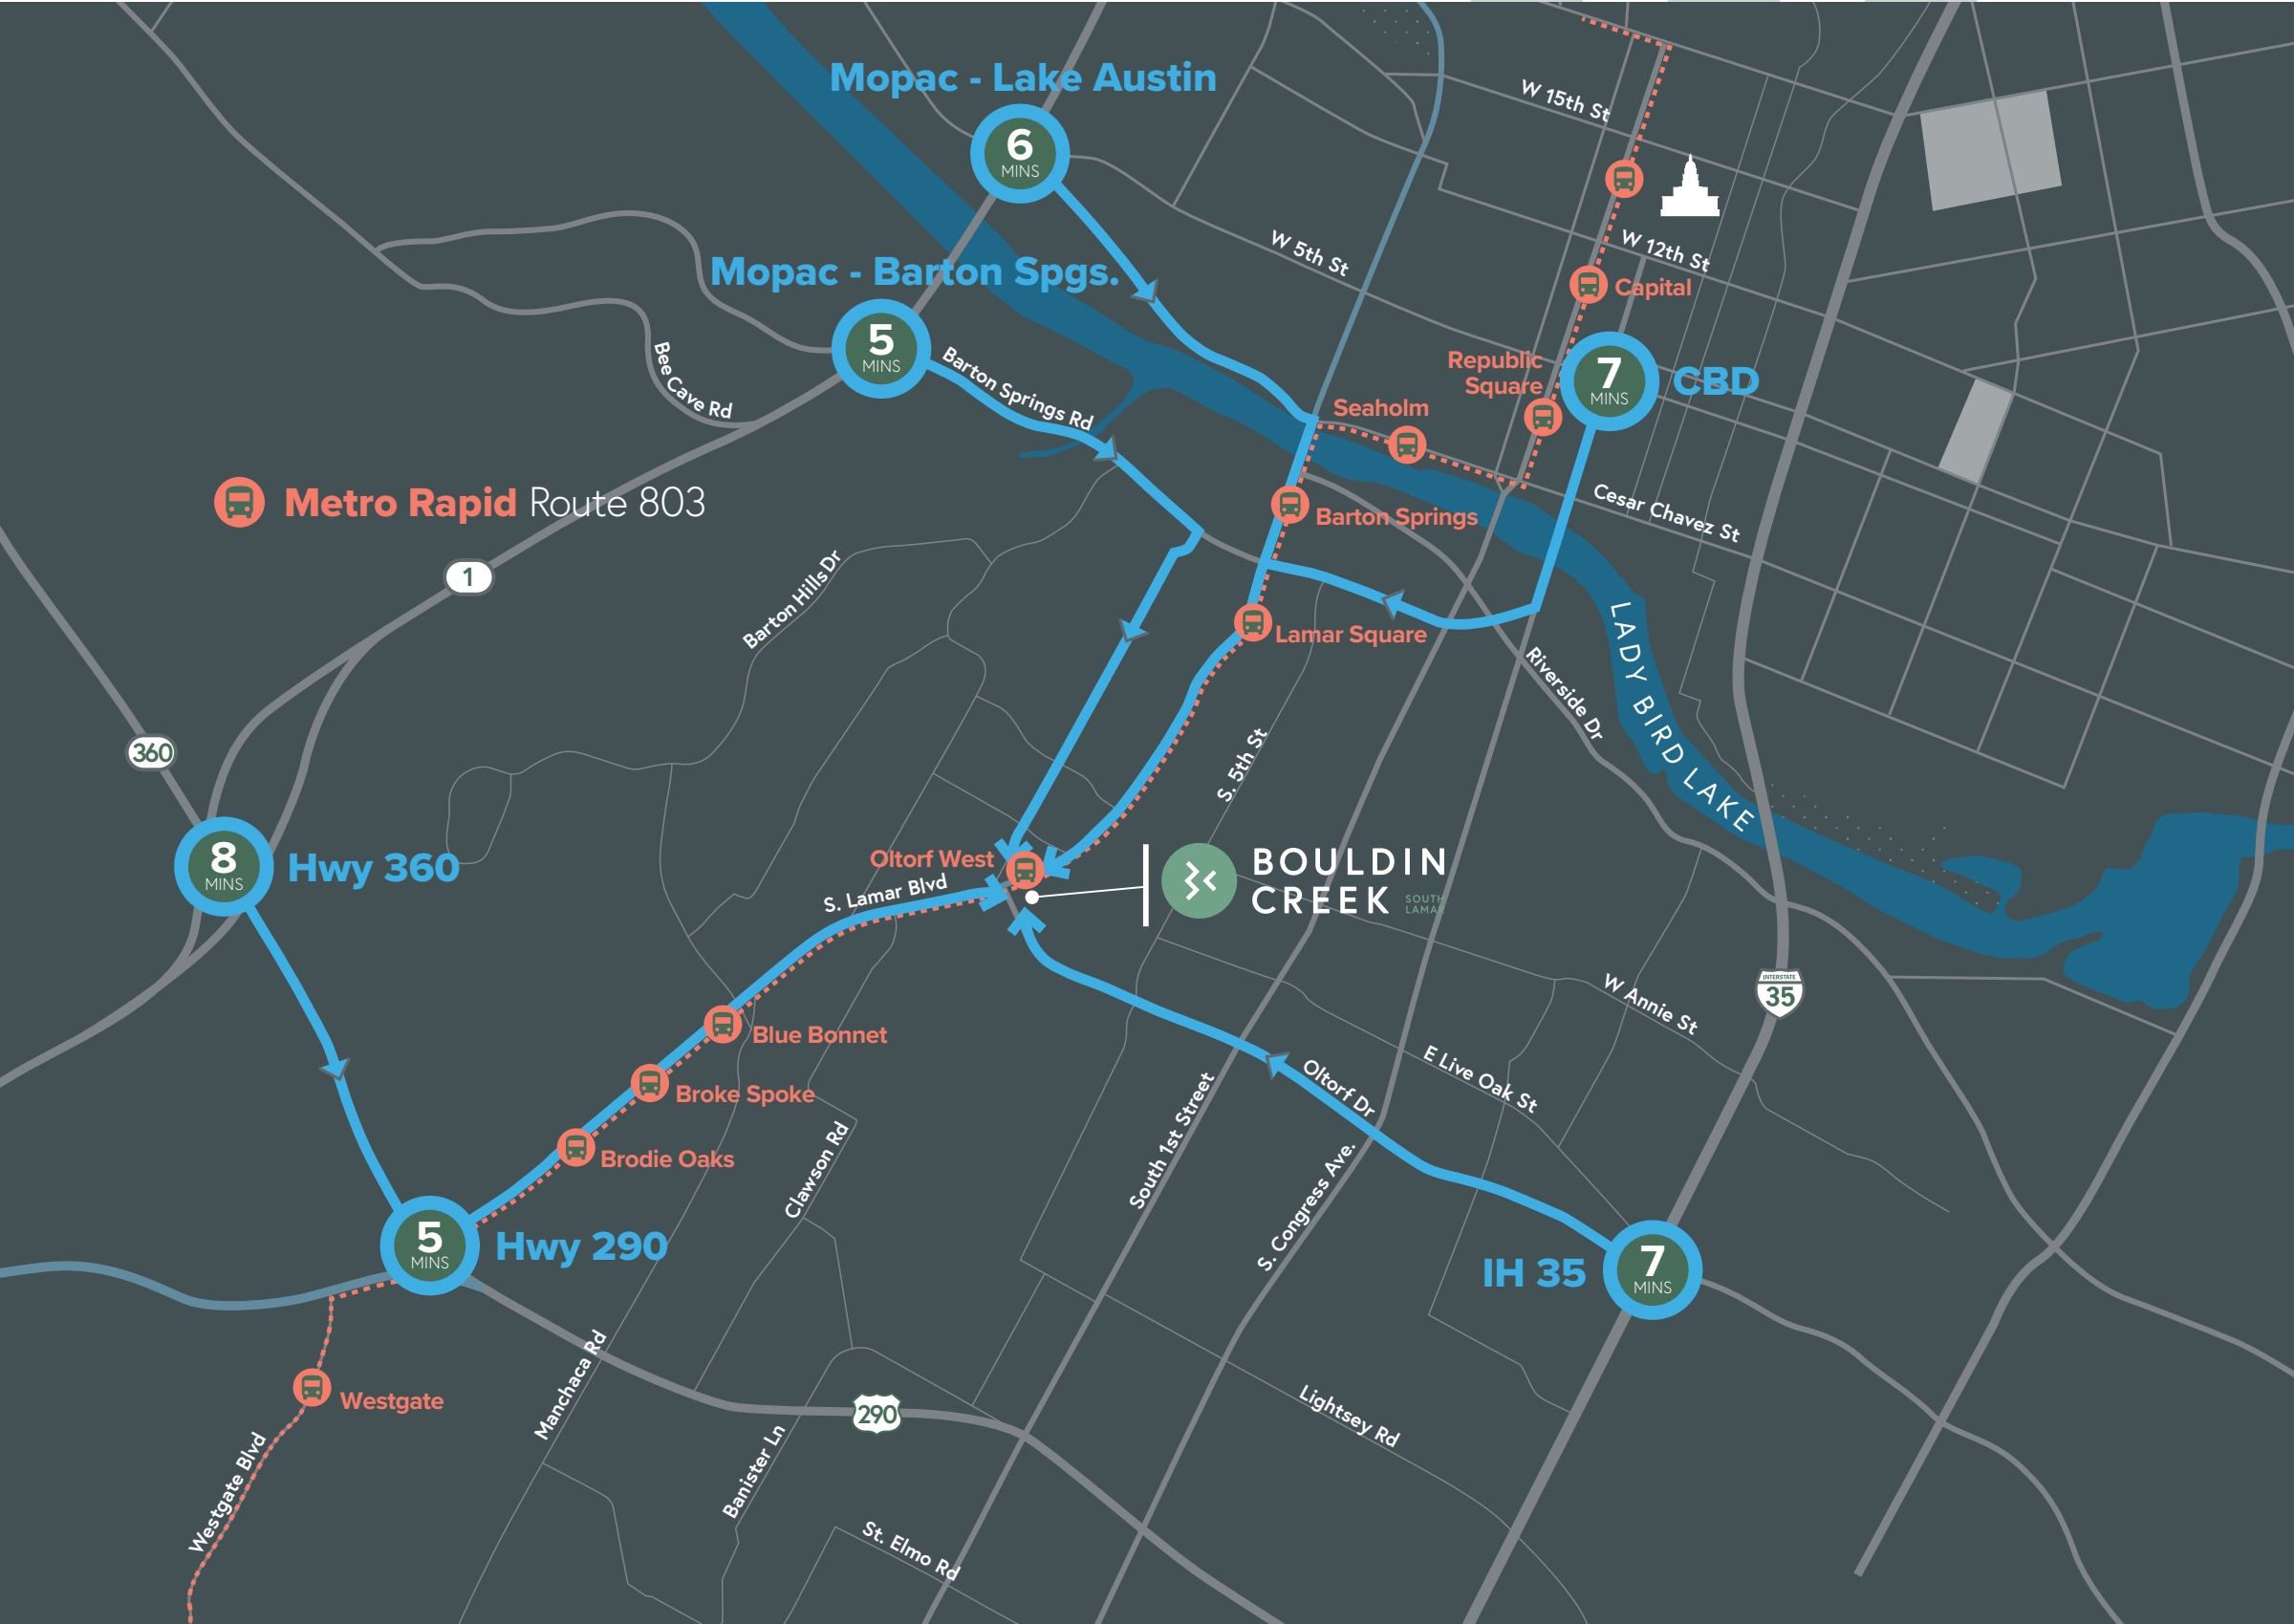 Mopac - Lake Austin
6
MINS
W 15th St
W 5th St
W 12th St
Mopac - Barton Spgs.
5
MINS
Capital
Bee Cave Rd
Barton Springs Rd
Republic
Square
7
MINS
CBD
Seaholm
Metro Rapid Route 803
Barton Springs
Cesar Chavez St
1
Barton Hills Dr
Lamar Square
LADY BIRD LAKE
Riverside Dr
360
S. 5th St
8
MINS
Hwy 360
Oltorf West
S. Lamar Blvd
BOULDIN
CREEK
SOUTH
LAMAR
INTERSTATE
35
W Annie St
Blue Bonnet
E Live Oak St
Oltorf Dr
Broke Spoke
South 1st Street
Brodie Oaks
Clawson Rd
S. Congress Ave.
5
MINS
Hwy 290
IH 35
7
MINS
Manchaca Rd
Westgate
290
Lightsey Rd
Westgate Blvd
Banister Ln
St. Elmo Rd